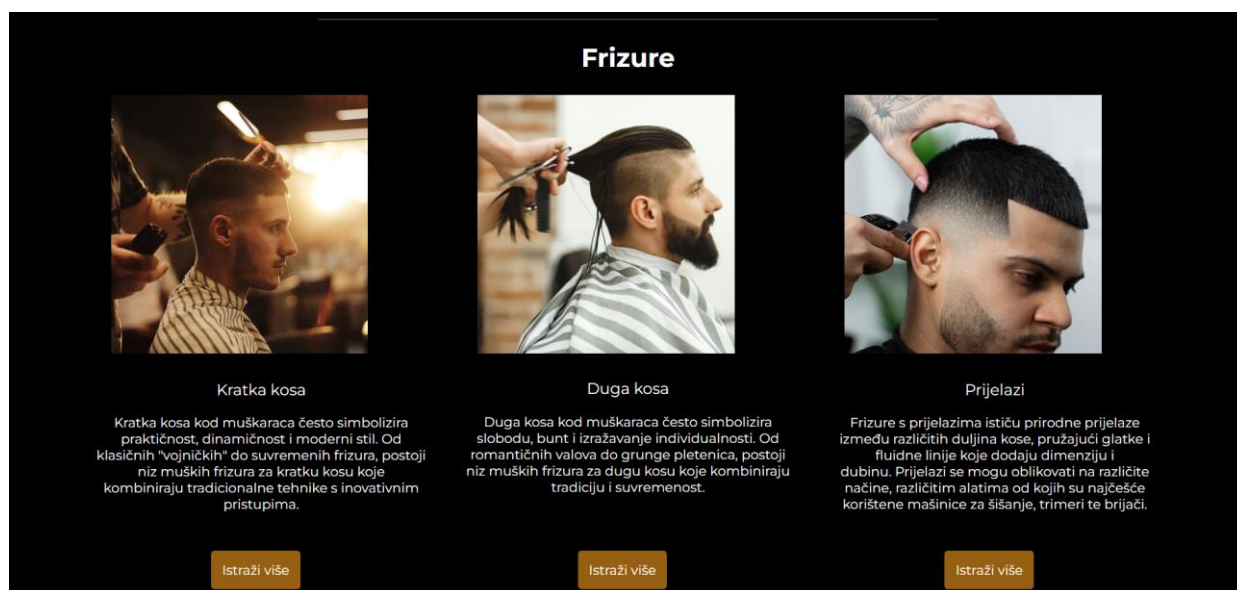 Frizure
Kratka kosa
Kratka kosa kod muškaraca često simbolizira
praktičnost, dinamičnost i moderni stil. Od
klasičnih "vojničkih" do suvremenih frizura, postoji
niz muških frizura za kratku kosu koje
kombiniraju tradicionalne tehnike s inovativnim
pristupima.
Istraži više
Duga kosa
Duga kosa kod muškaraca često simbolizira
slobodu, bunt i izražavanje individualnosti. Od
romantičnih valova do grunge pletenica, postoji
niz muških frizura za dugu kosu koje kombiniraju
tradiciju i suvremenost.
Istraži više
Prijelazi
Frizure s prijelazima ističu prirodne prijelaze
između različitih duljina kose, pružajući glatke i
fluidne linije koje dodaju dimenziju i
dubinu. Prijelazi se mogu oblikovati na različite
načine, različitim alatima od kojih su najčešće
korištene mašinice za šišanje, trimeri te brijači.
Istraži više